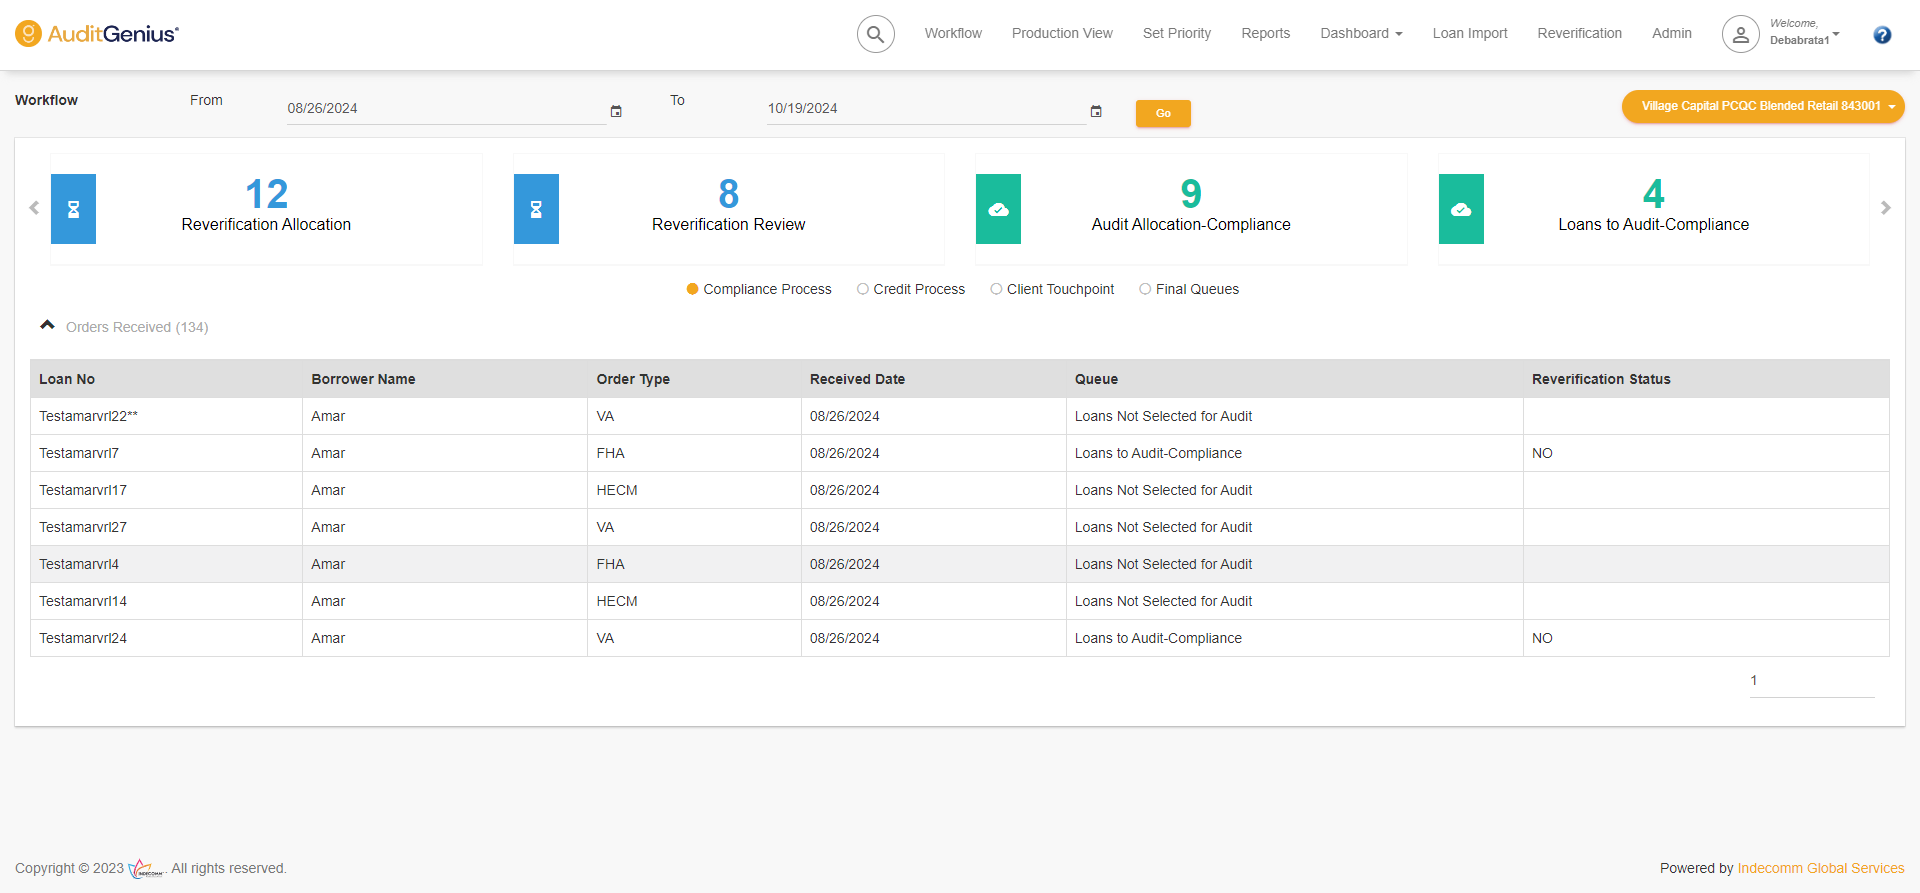 AuditGenius®
Workflow
Production View
Set Priority
Reports
Dashboard
Loan Import
Reverification
Admin
Welcome,
Debabrata1
Workflow
From 08/26/2024
To 10/19/2024
Go
Village Capital PCQC Blended Retail 843001
12
Reverification Allocation
8
Reverification Review
9
Audit Allocation-Compliance
4
Loans to Audit-Compliance
Compliance Process Credit Process Client Touchpoint Final Queues
Orders Received (134)
Loan No Borrower Name Order Type Received Date Queue Reverification Status
Testamarvrl22** Amar VA 08/26/2024 Loans Not Selected for Audit
Testamarvrl7 Amar FHA 08/26/2024 Loans to Audit-Compliance NO
Testamarvrl17 Amar HECM 08/26/2024 Loans Not Selected for Audit
Testamarvrl27 Amar VA 08/26/2024 Loans Not Selected for Audit
Testamarvrl4 Amar FHA 08/26/2024 Loans Not Selected for Audit
Testamarvrl14 Amar HECM 08/26/2024 Loans Not Selected for Audit
Testamarvrl24 Amar VA 08/26/2024 Loans to Audit-Compliance NO
1
Copyright © 2023 INDECOMM. All rights reserved.
Powered by Indecomm Global Services